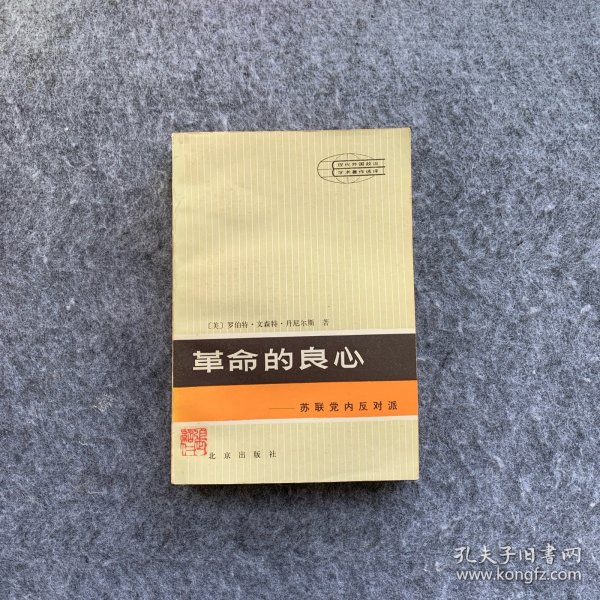 现代外国政治
学术著作选译
〔美〕罗伯特·文森特·丹尼尔斯 著
革命的良心
——苏联党内反对派
北京出版社
孔夫子旧书网
www.kongfz.com